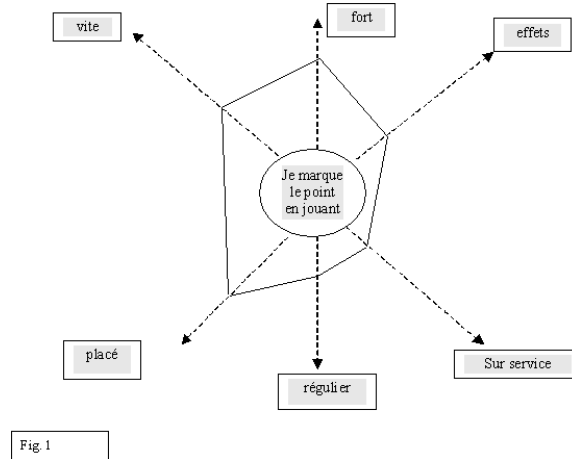 fort
vite
effets
Je marque
le point
en jouant
placé
Sur service
régulier
Fig. 1